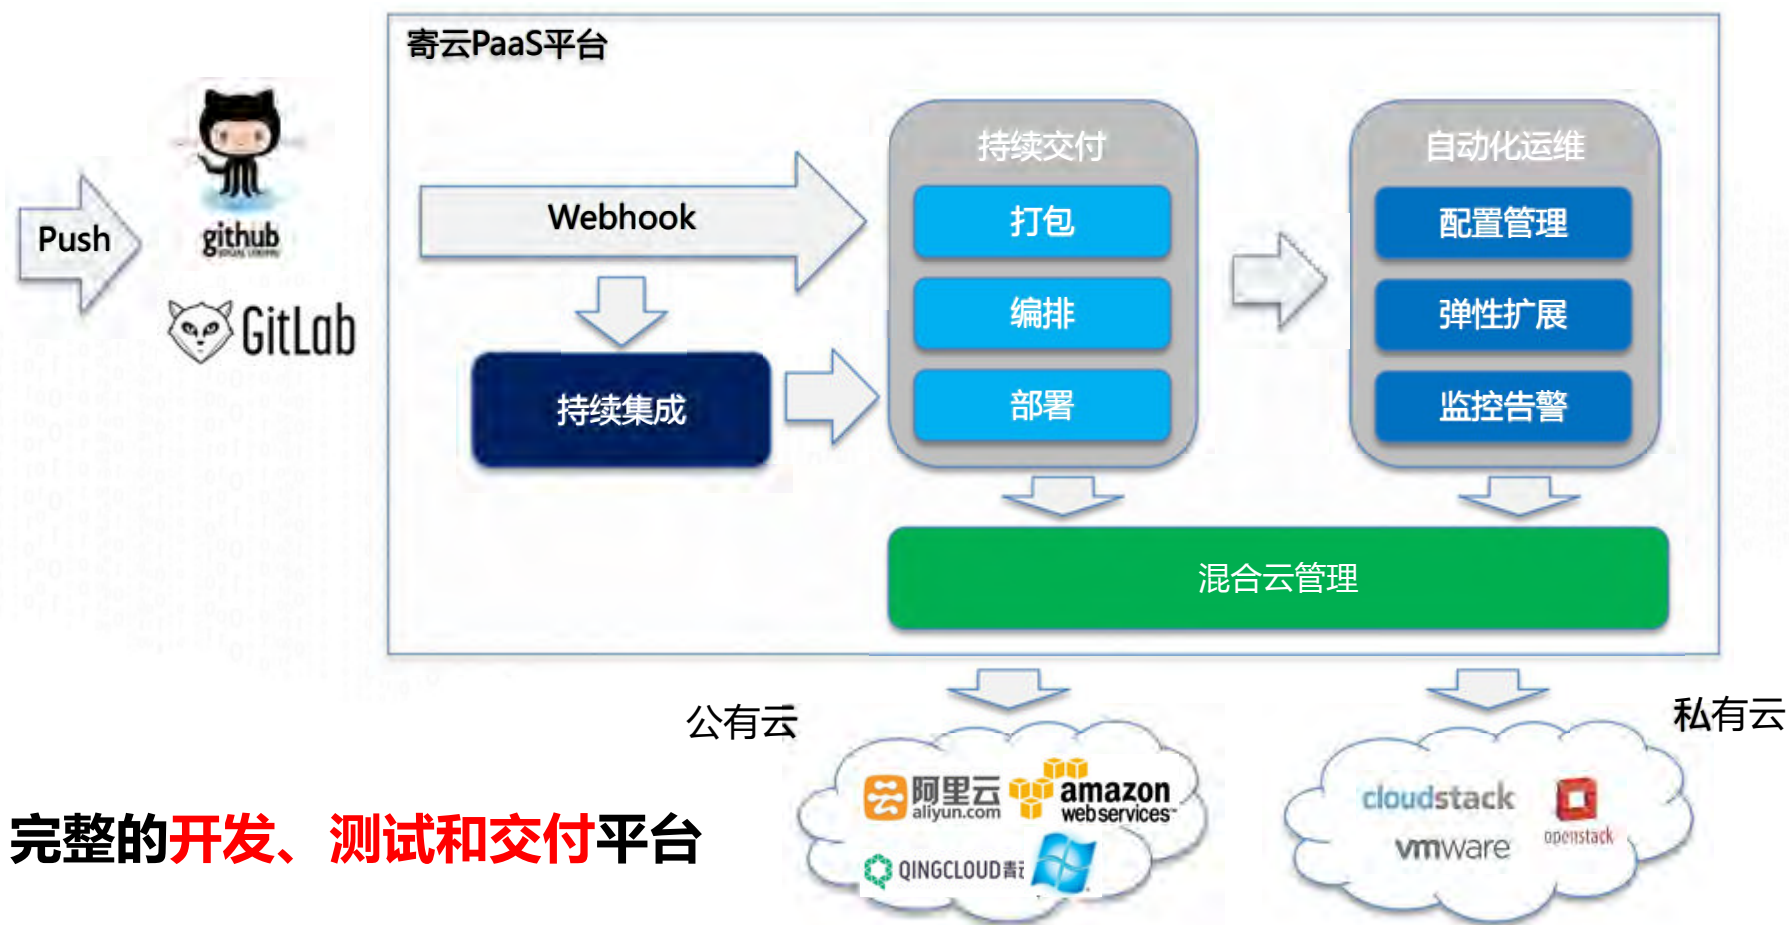 寄云PaaS平台
Push
github
SOCIAL CODING
GitLab
Webhook
持续集成
持续交付
打包
编排
部署
自动化运维
配置管理
弹性扩展
监控告警
混合云管理
公有云
阿里云
aliyun.com
amazon
webservices™
QINGCLOUD 青
私有云
cloudstack
vmware
openstack
完整的开发、测试和交付平台